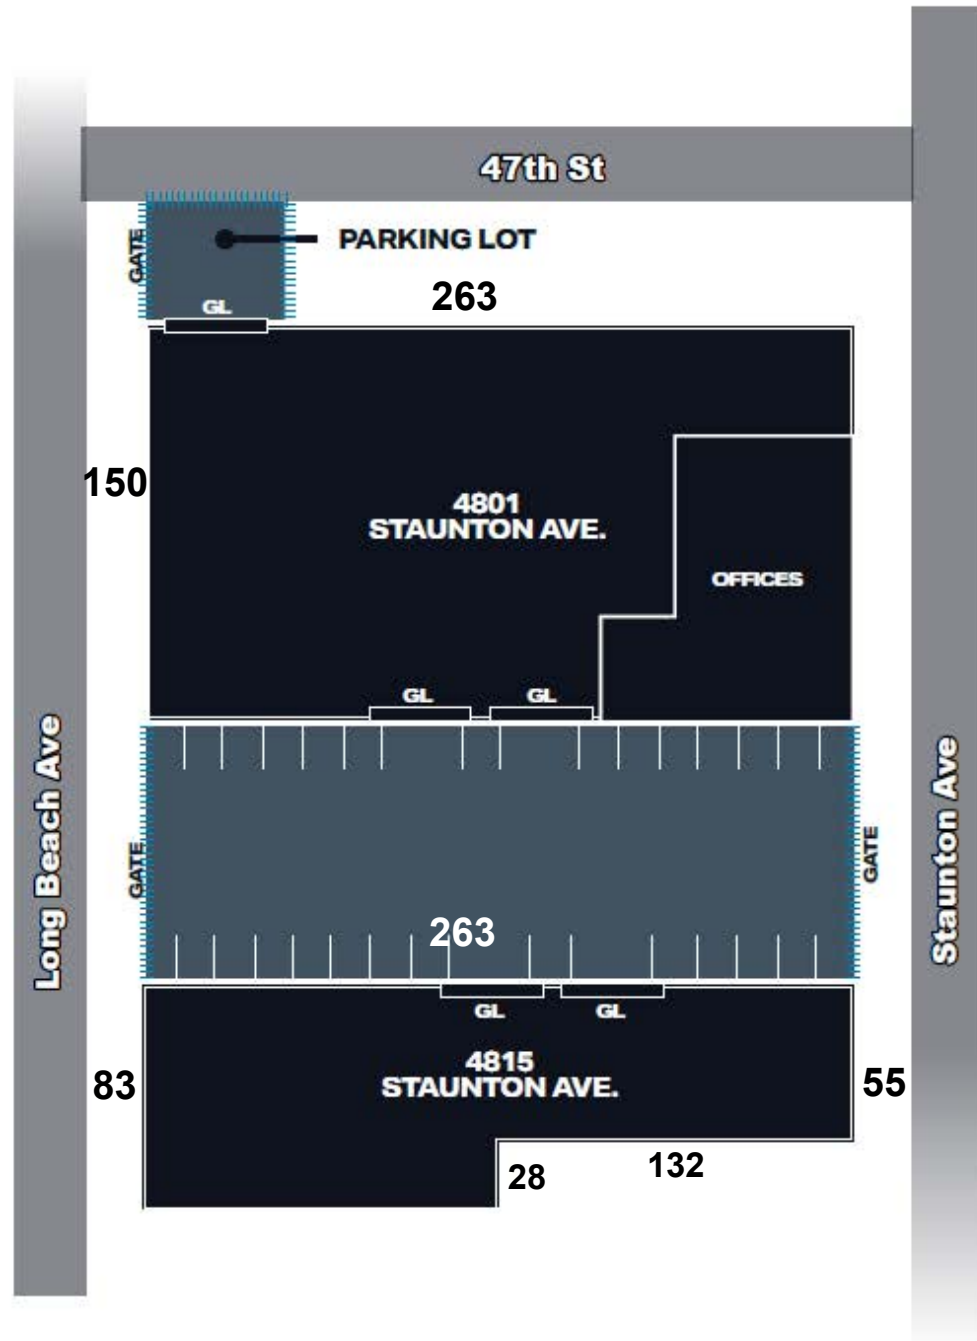 47th St
GATE
PARKING LOT
GL
263
150
4801
STAUNTON AVE.
OFFICES
GL
GL
Long Beach Ave
Staunton Ave
GATE
GATE
263
GL
GL
4815
STAUNTON AVE.
83
55
28
132